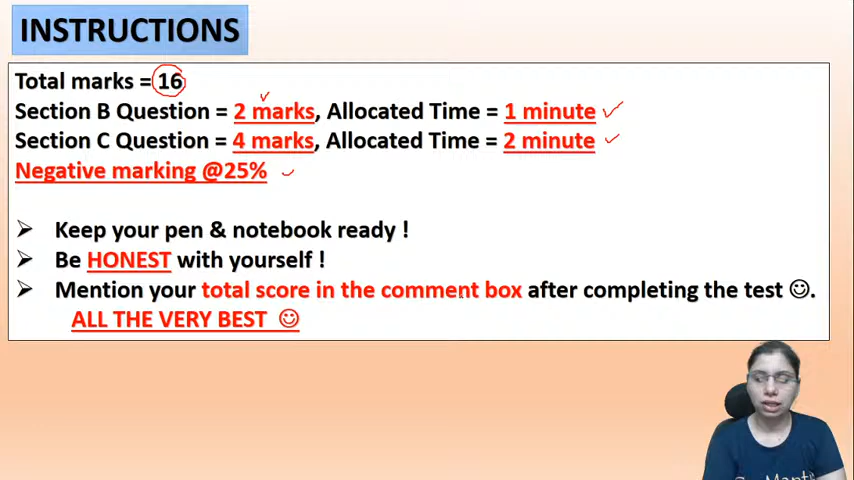 INSTRUCTIONS
Total marks = 16
Section B Question = 2 marks, Allocated Time = 1 minute
Section C Question = 4 marks, Allocated Time = 2 minute
Negative marking @25%
➢ Keep your pen & notebook ready !
➢ Be HONEST with yourself !
➢ Mention your total score in the comment box after completing the test ☺.
ALL THE VERY BEST ☺